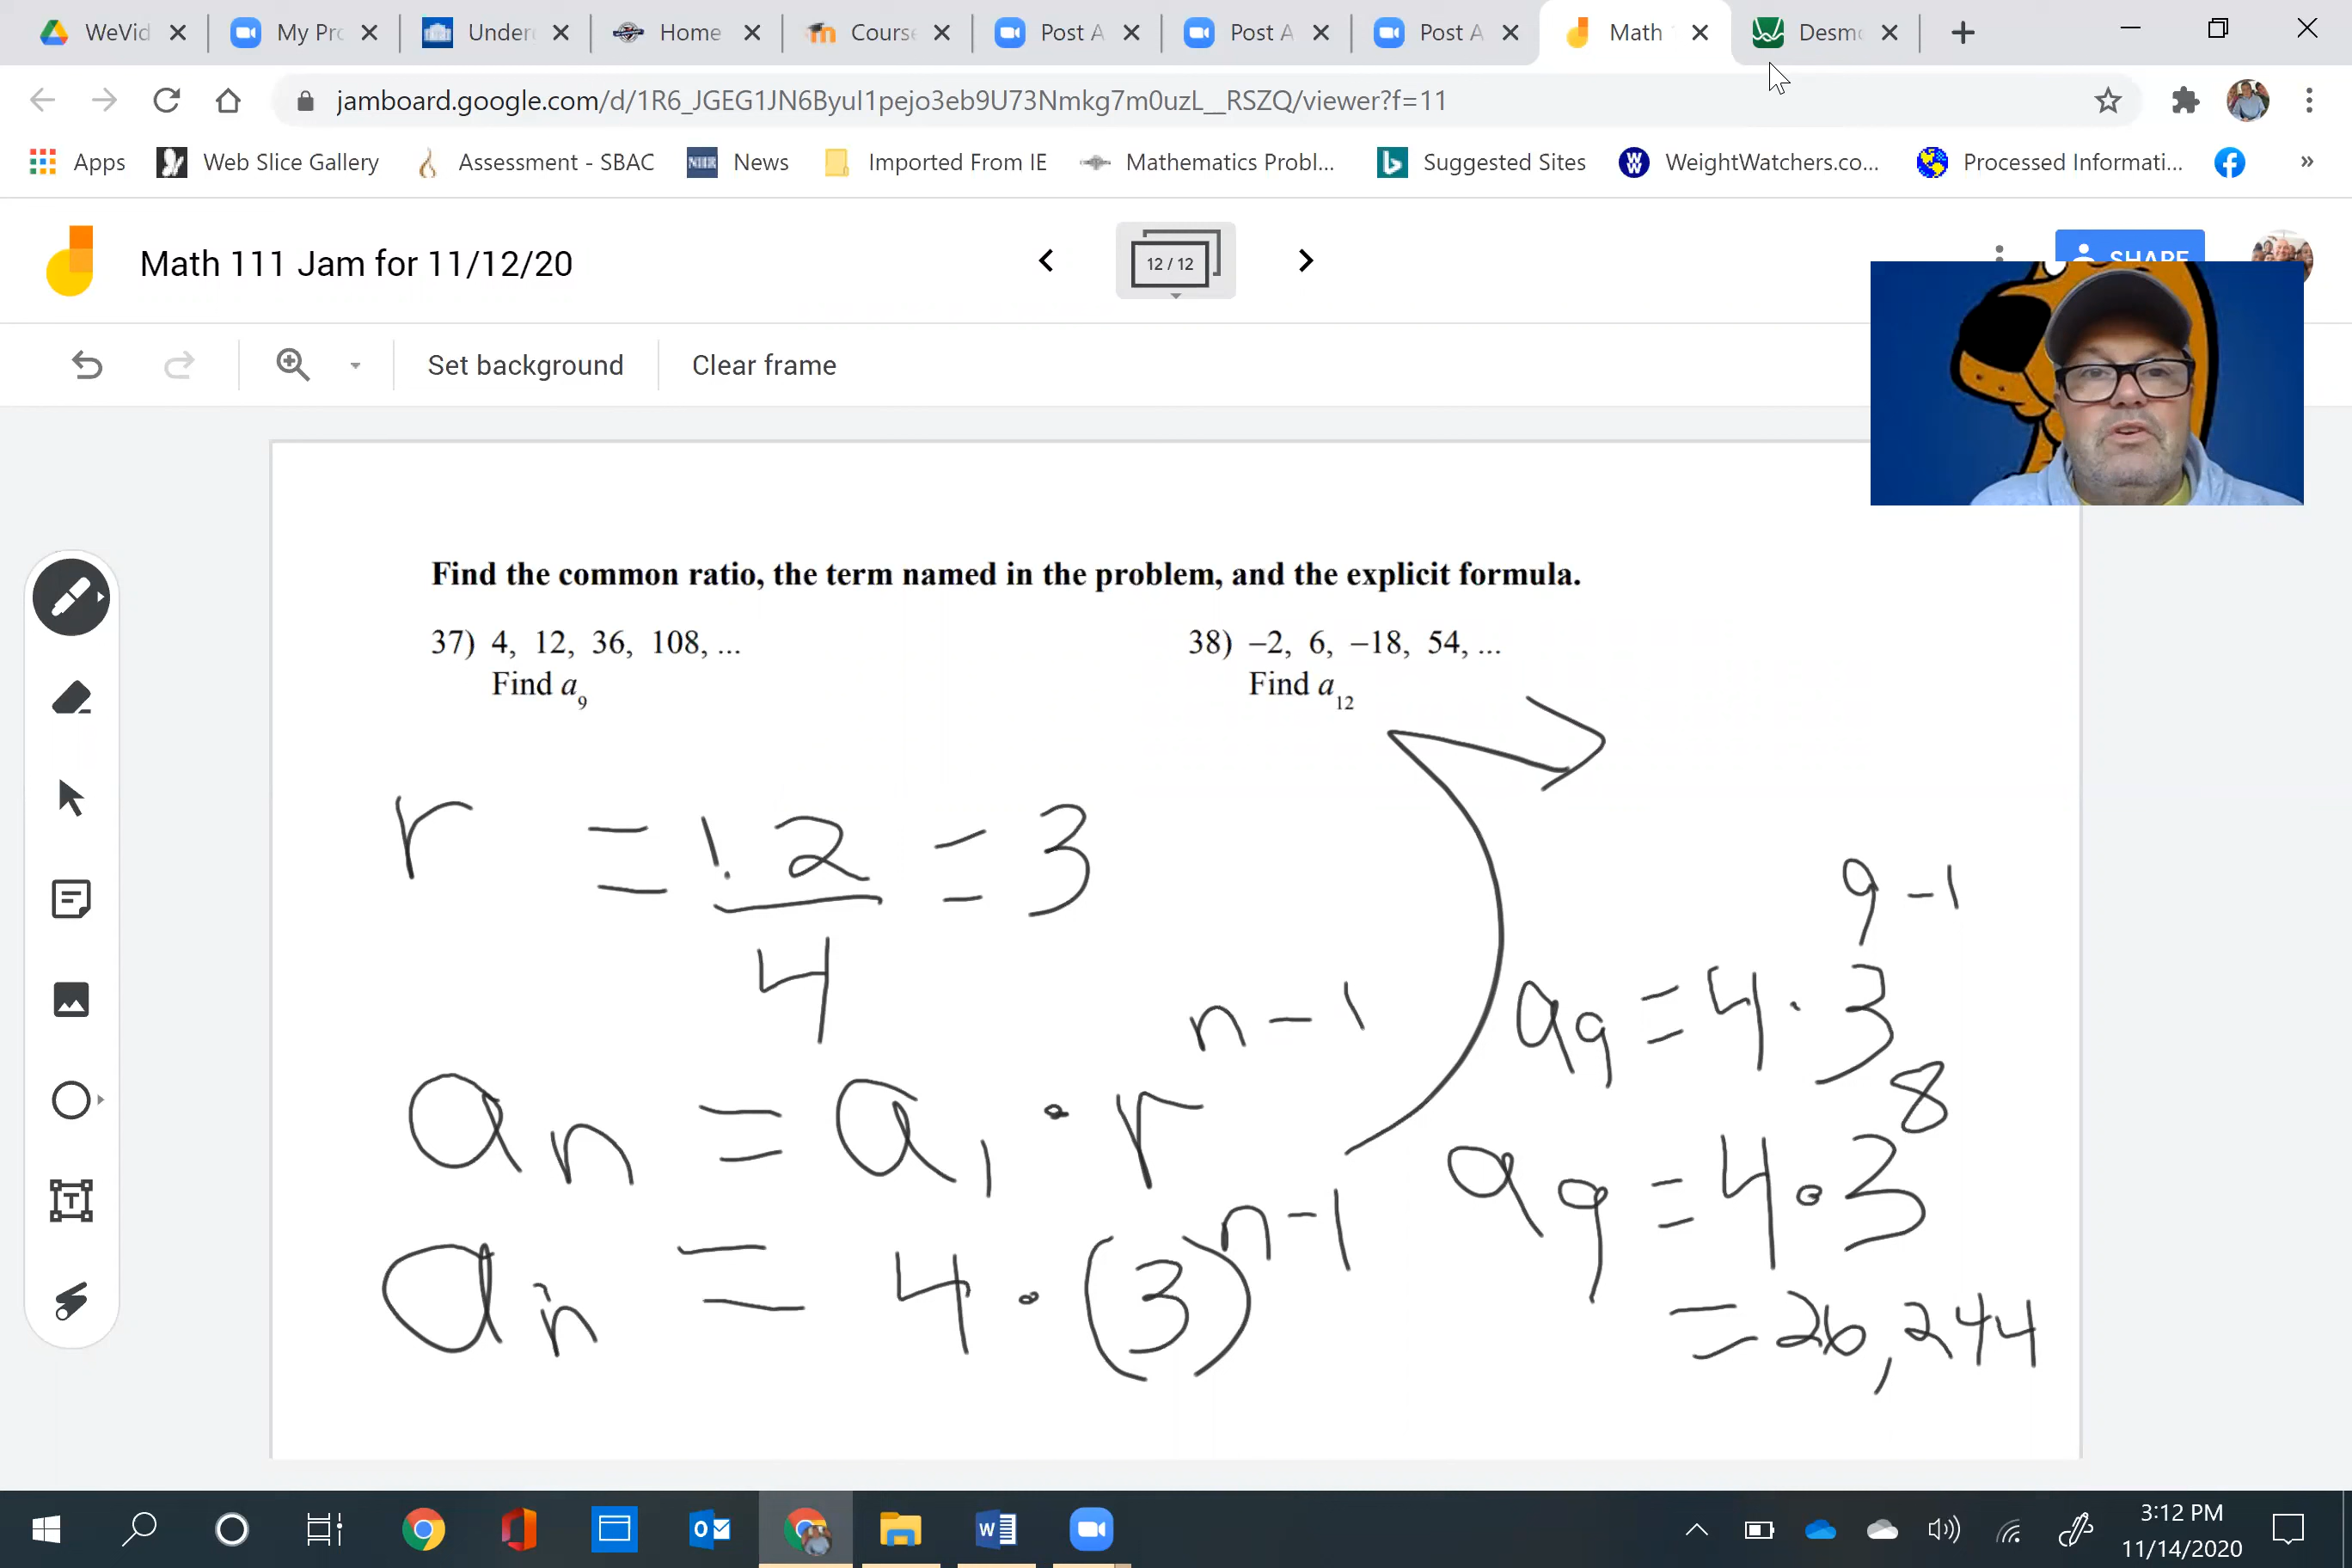 WeVid My Pro Under Home Course Post A Post A Post A Math Desmo
jamboard.google.com/d/1R6_JGEG1JN6ByuI1pejo3eb9U73Nmkg7m0uzL__RSZQ/viewer?f=11
Apps Web Slice Gallery Assessment - SBAC NHR News Imported From IE Mathematics Probl... Suggested Sites WeightWatchers.co... Processed Informati... »
Math 111 Jam for 11/12/20
12 / 12
SHARE
Set background Clear frame
Find the common ratio, the term named in the problem, and the explicit formula.
37) 4, 12, 36, 108, ...
Find a9
38) –2, 6, –18, 54, ...
Find a12
r = 12/4 = 3
an = a1 · r^n-1
an = 4 · (3)^n-1
a9 = 4 · 3^9-1
a9 = 4 · 3^8
= 26,244
3:12 PM
11/14/2020